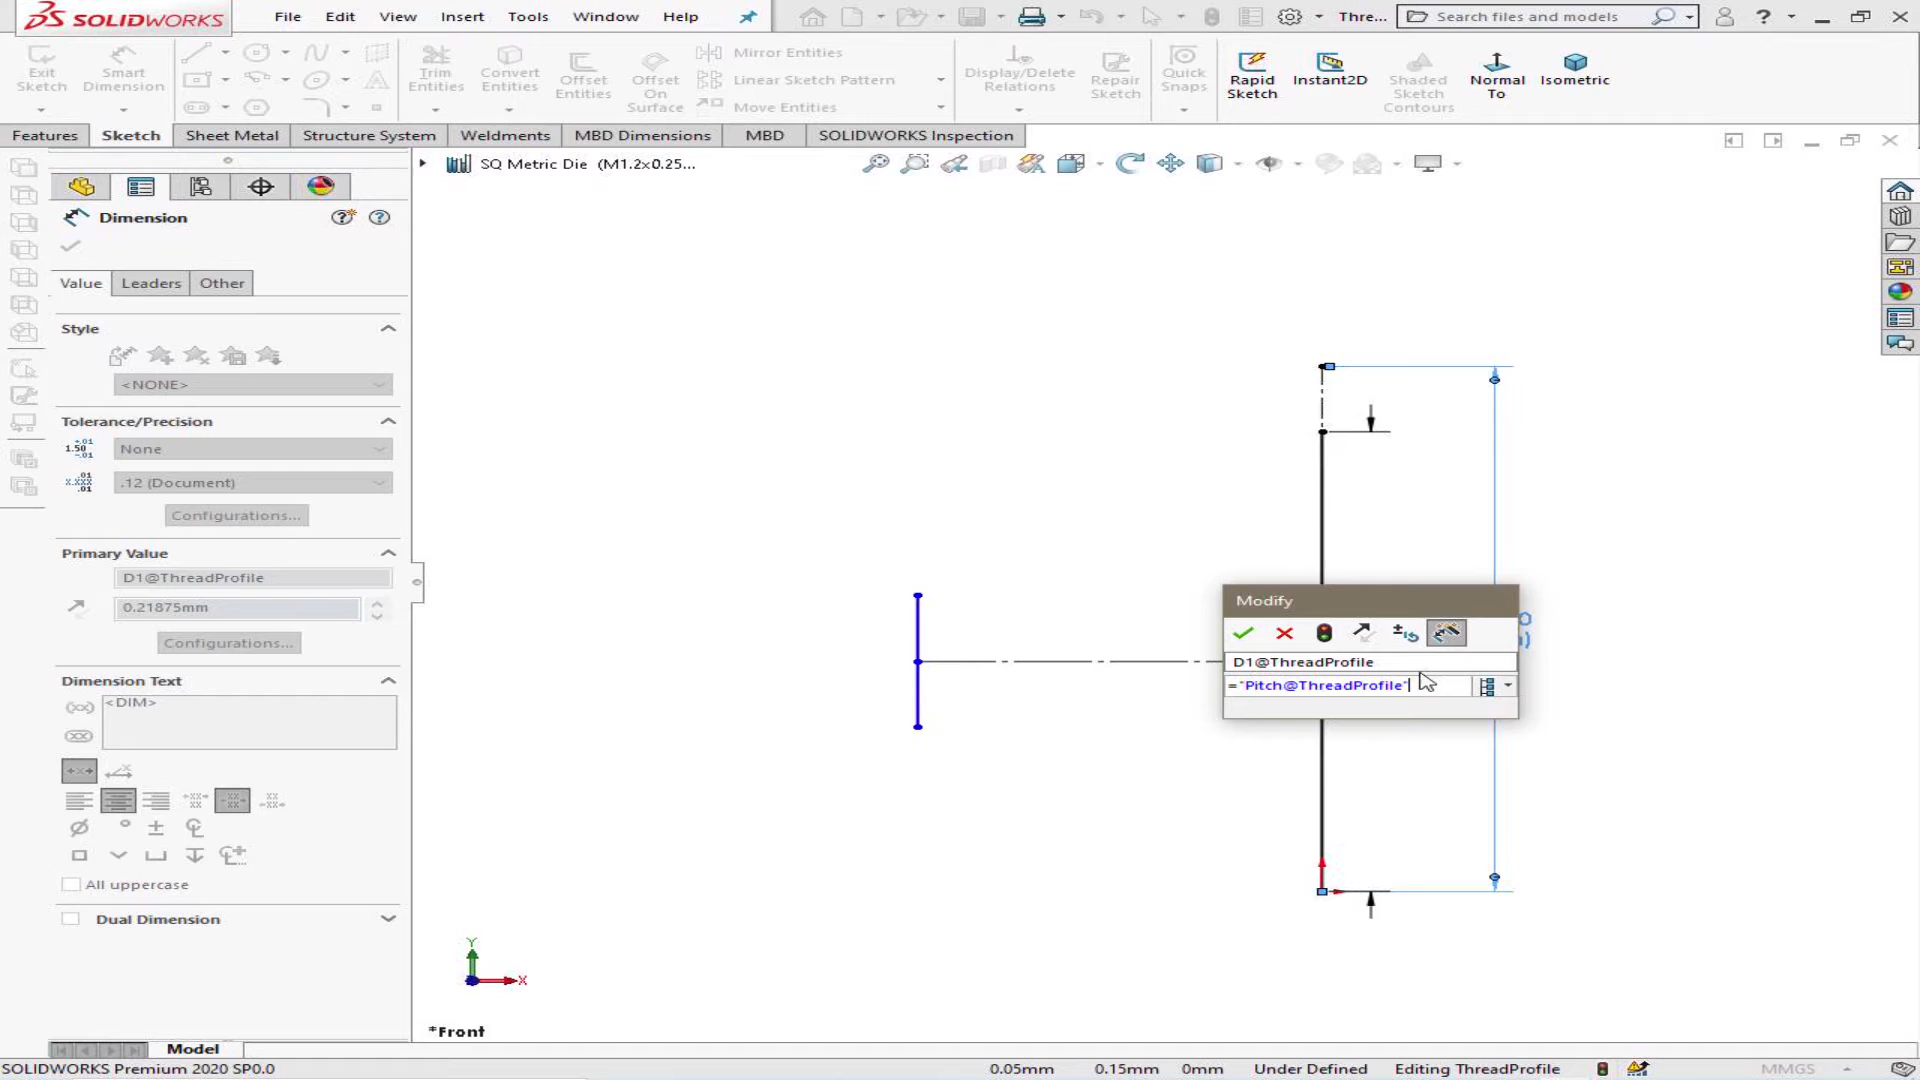 SOLIDWORKS
File Edit View Insert Tools Window Help
Thre...
Search files and models
Exit Sketch
Smart Dimension
Trim Entities
Convert Entities
Offset Entities
Offset On Surface
Mirror Entities
Linear Sketch Pattern
Move Entities
Display/Delete Relations
Repair Sketch
Quick Snaps
Rapid Sketch
Instant2D
Shaded Sketch Contours
Normal To
Isometric
Features Sketch Sheet Metal Structure System Weldments MBD Dimensions MBD SOLIDWORKS Inspection
SQ Metric Die (M1.2x0.25...
Dimension
Value Leaders Other
Style
<NONE>
Tolerance/Precision
None
.12 (Document)
Configurations...
Primary Value
D1@ThreadProfile
0.21875mm
Configurations...
Dimension Text
<DIM>
All uppercase
Dual Dimension
Modify
D1@ThreadProfile
="Pitch@ThreadProfile"
Y
X
*Front
Model
SOLIDWORKS Premium 2020 SP0.0
0.05mm 0.15mm 0mm Under Defined Editing ThreadProfile MMGS